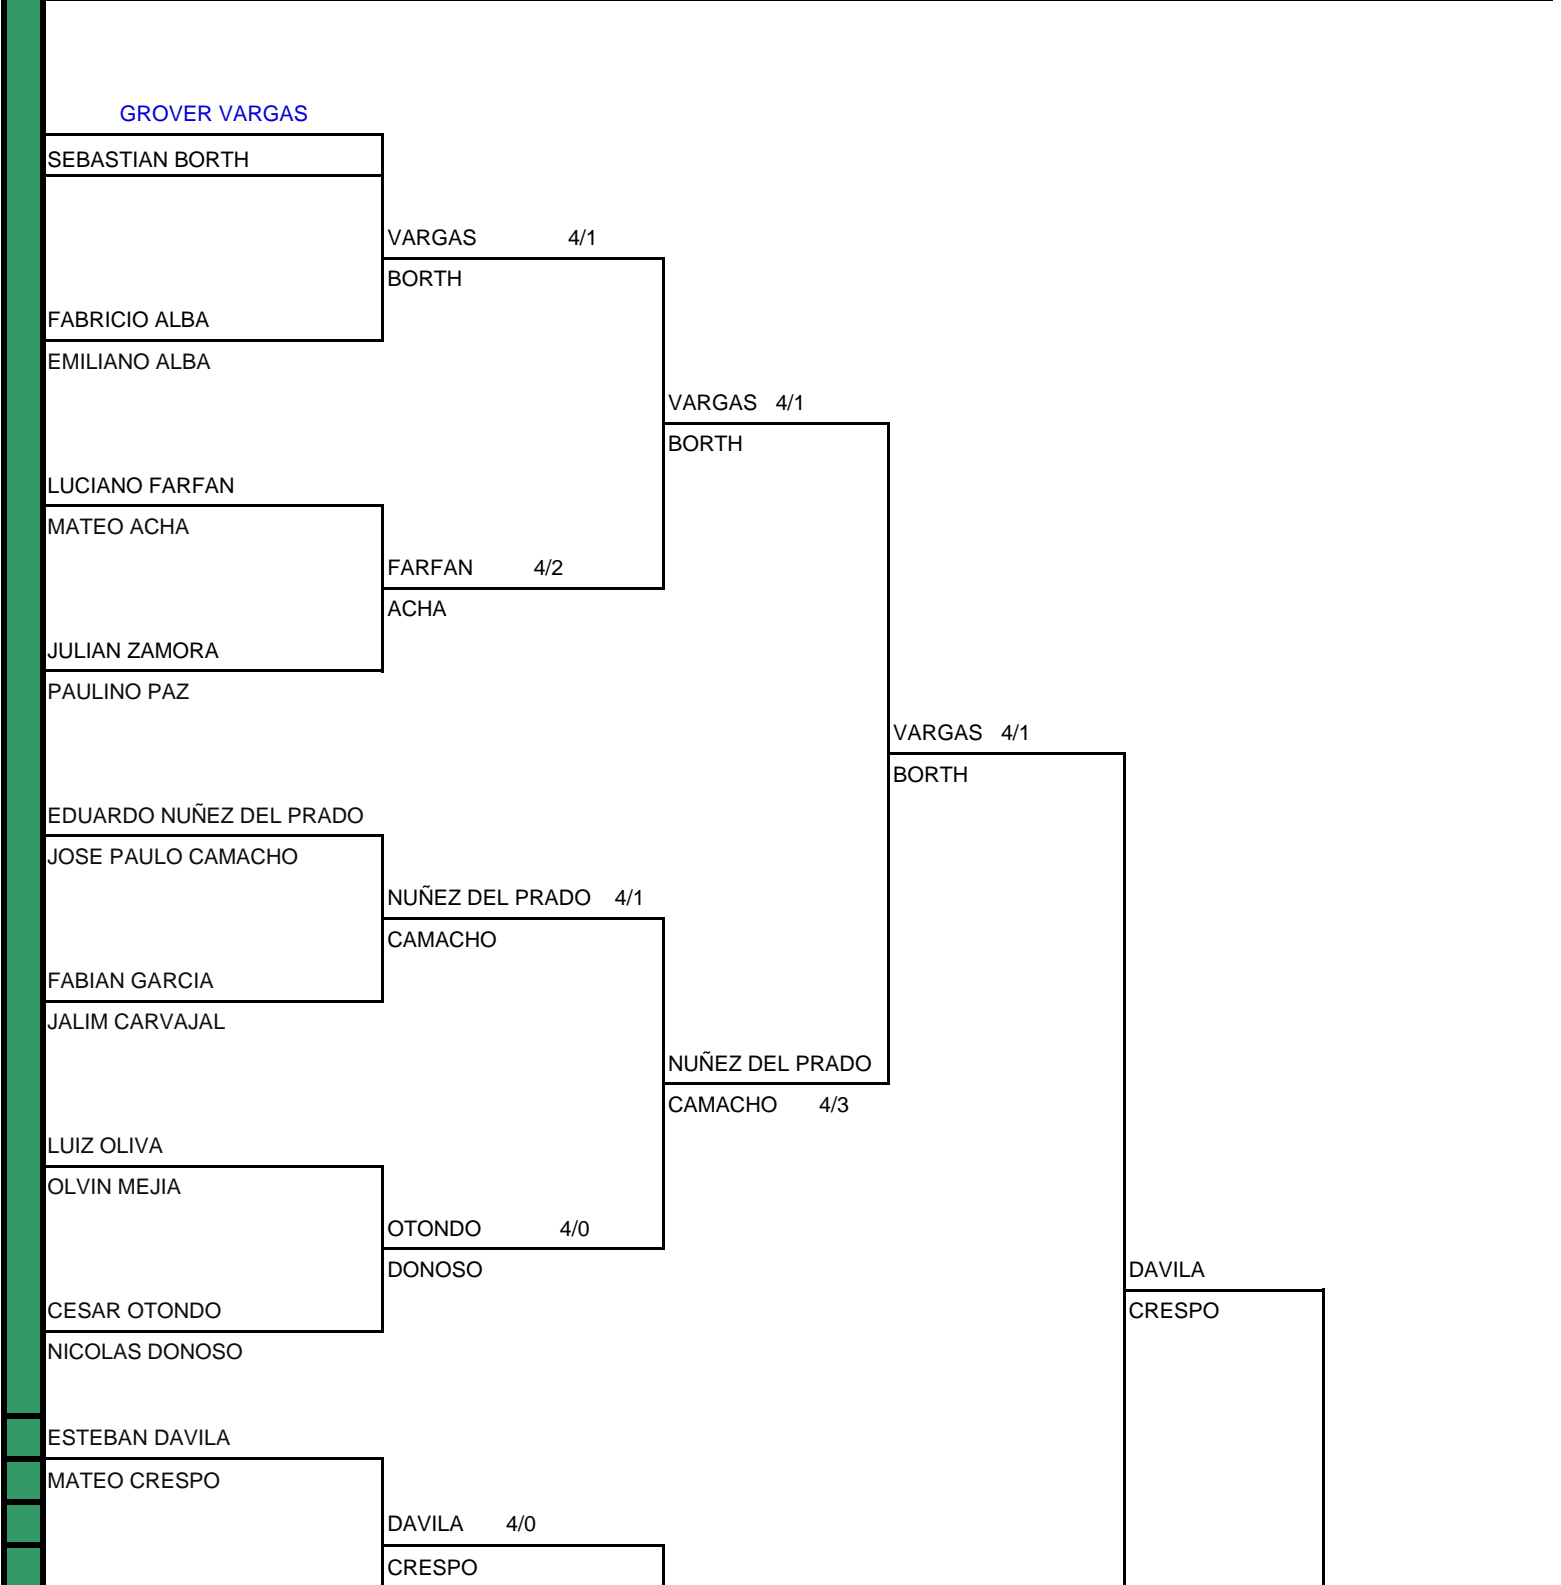 GROVER VARGAS
SEBASTIAN BORTH
VARGAS 4/1
BORTH
FABRICIO ALBA
EMILIANO ALBA
VARGAS 4/1
BORTH
LUCIANO FARFAN
MATEO ACHA
FARFAN 4/2
ACHA
JULIAN ZAMORA
PAULINO PAZ
VARGAS 4/1
BORTH
EDUARDO NUÑEZ DEL PRADO
JOSE PAULO CAMACHO
NUÑEZ DEL PRADO 4/1
CAMACHO
FABIAN GARCIA
JALIM CARVAJAL
NUÑEZ DEL PRADO
CAMACHO 4/3
LUIZ OLIVA
OLVIN MEJIA
OTONDO 4/0
DONOSO
DAVILA
CRESPO
CESAR OTONDO
NICOLAS DONOSO
ESTEBAN DAVILA
MATEO CRESPO
DAVILA 4/0
CRESPO